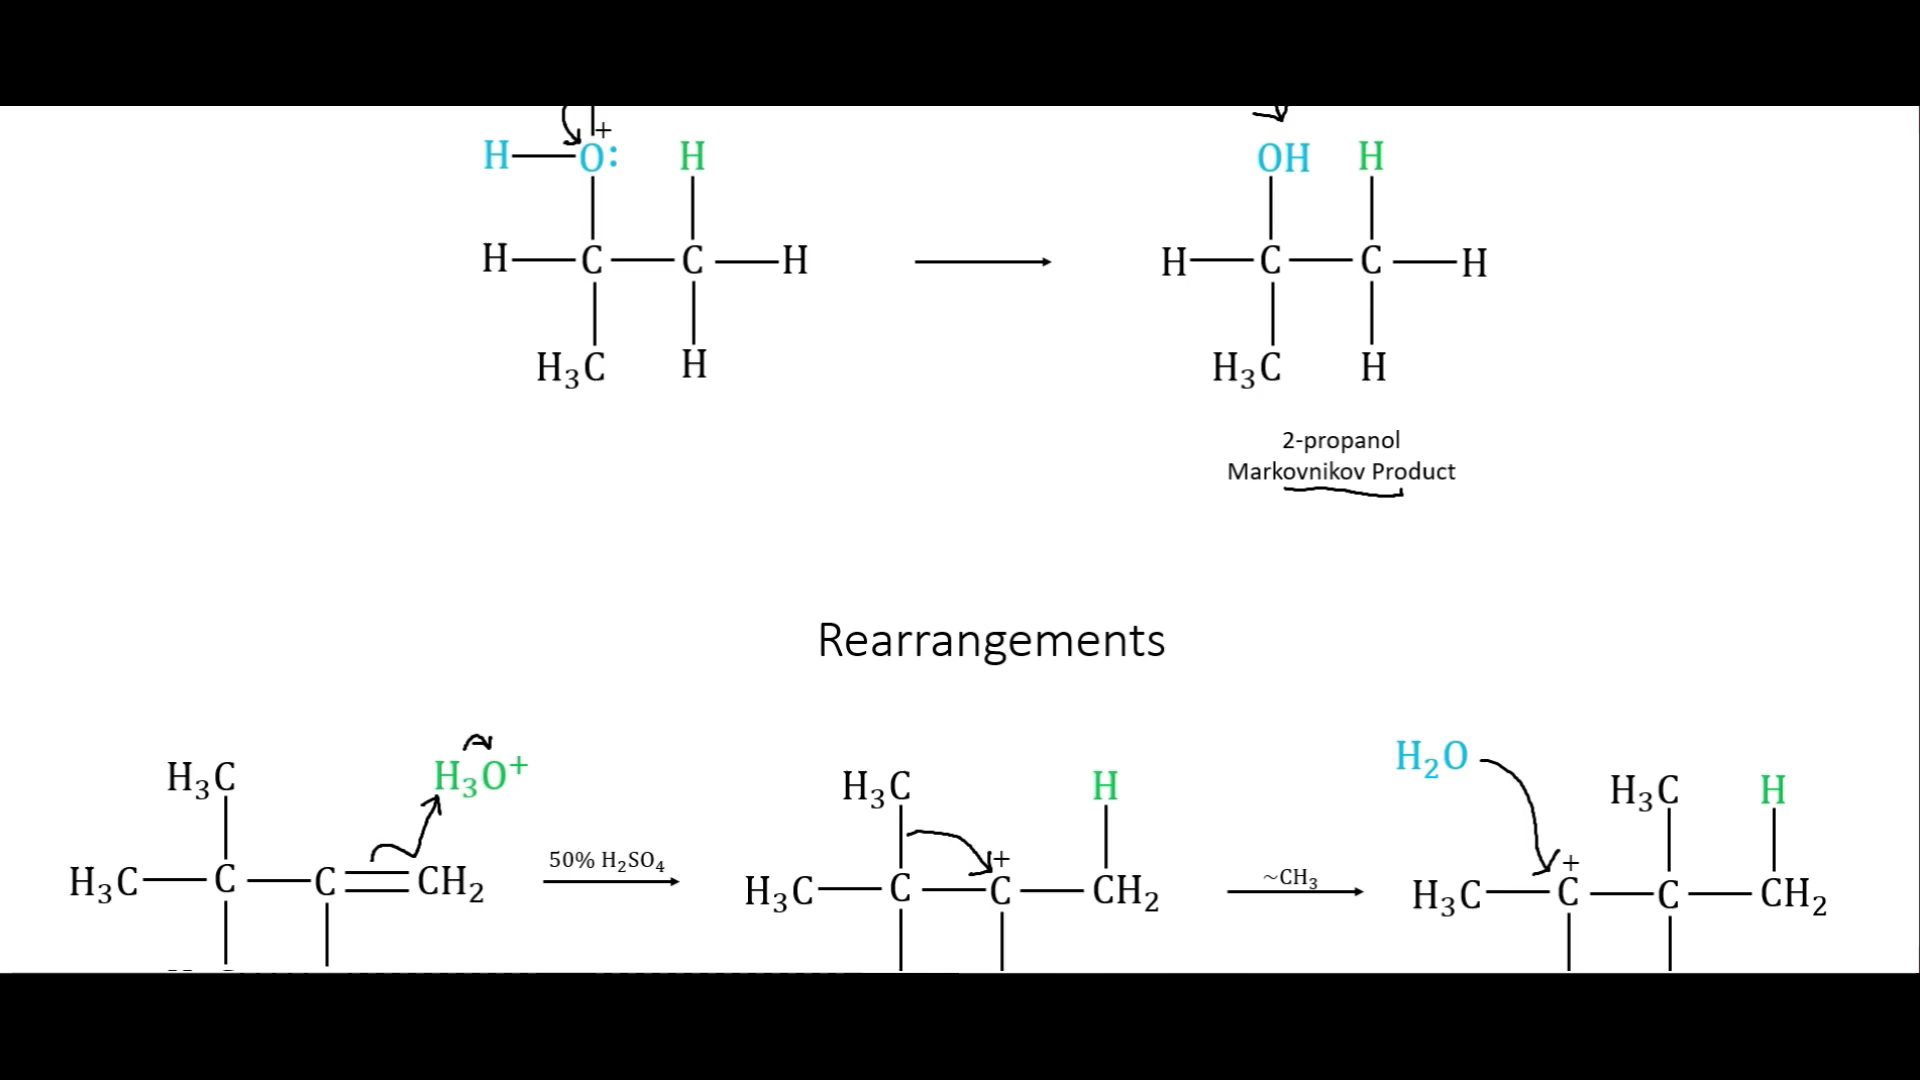 +
H—O: H
H—C—C—H
H₃C H
OH H
H—C—C—H
H₃C H
2-propanol
Markovnikov Product
Rearrangements
H₃C H₃O⁺
H₃C—C—C=CH₂
50% H₂SO₄
H₃C H
+
H₃C—C—C—CH₂
~CH₃
H₂O
H₃C H
+
H₃C—C—C—CH₂